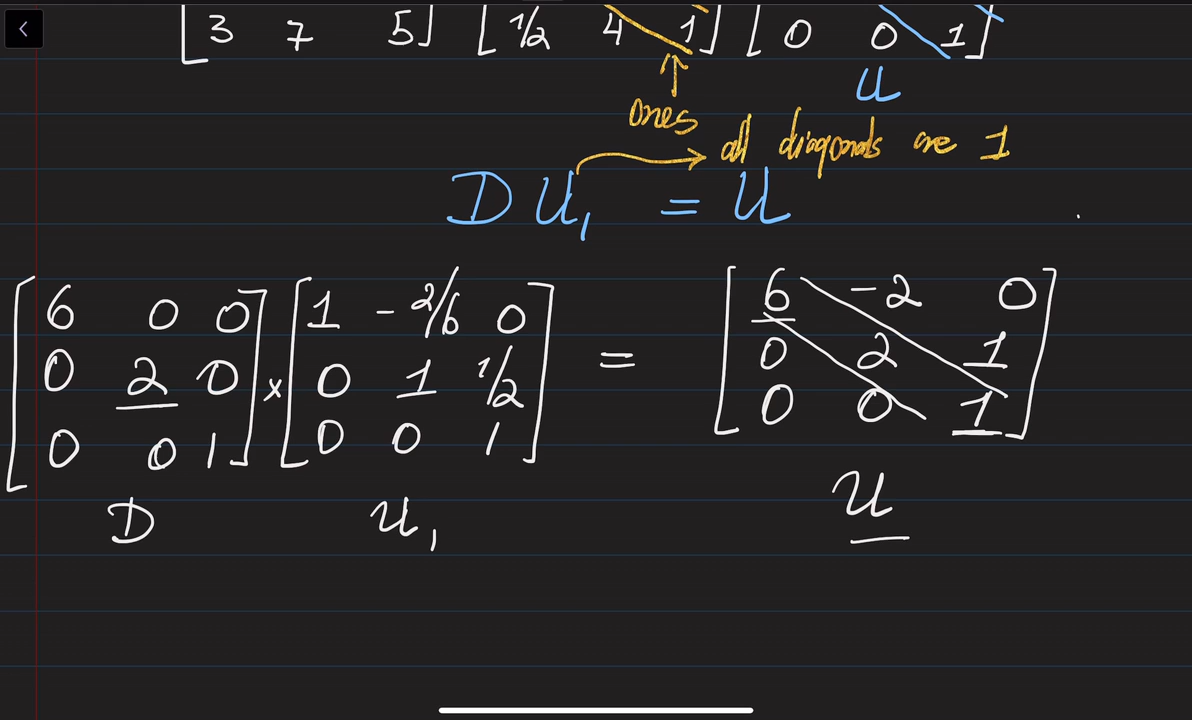 [3 7 5] [1/2 4 1] [0 0 1]
U
ones
all diagonals are 1
D U₁ = U
[6 0 0] [1 -2/6 0] [6 -2 0]
[0 2 0] × [0 1 1/2] = [0 2 1]
[0 0 1] [0 0 1] [0 0 1]
D U₁ U